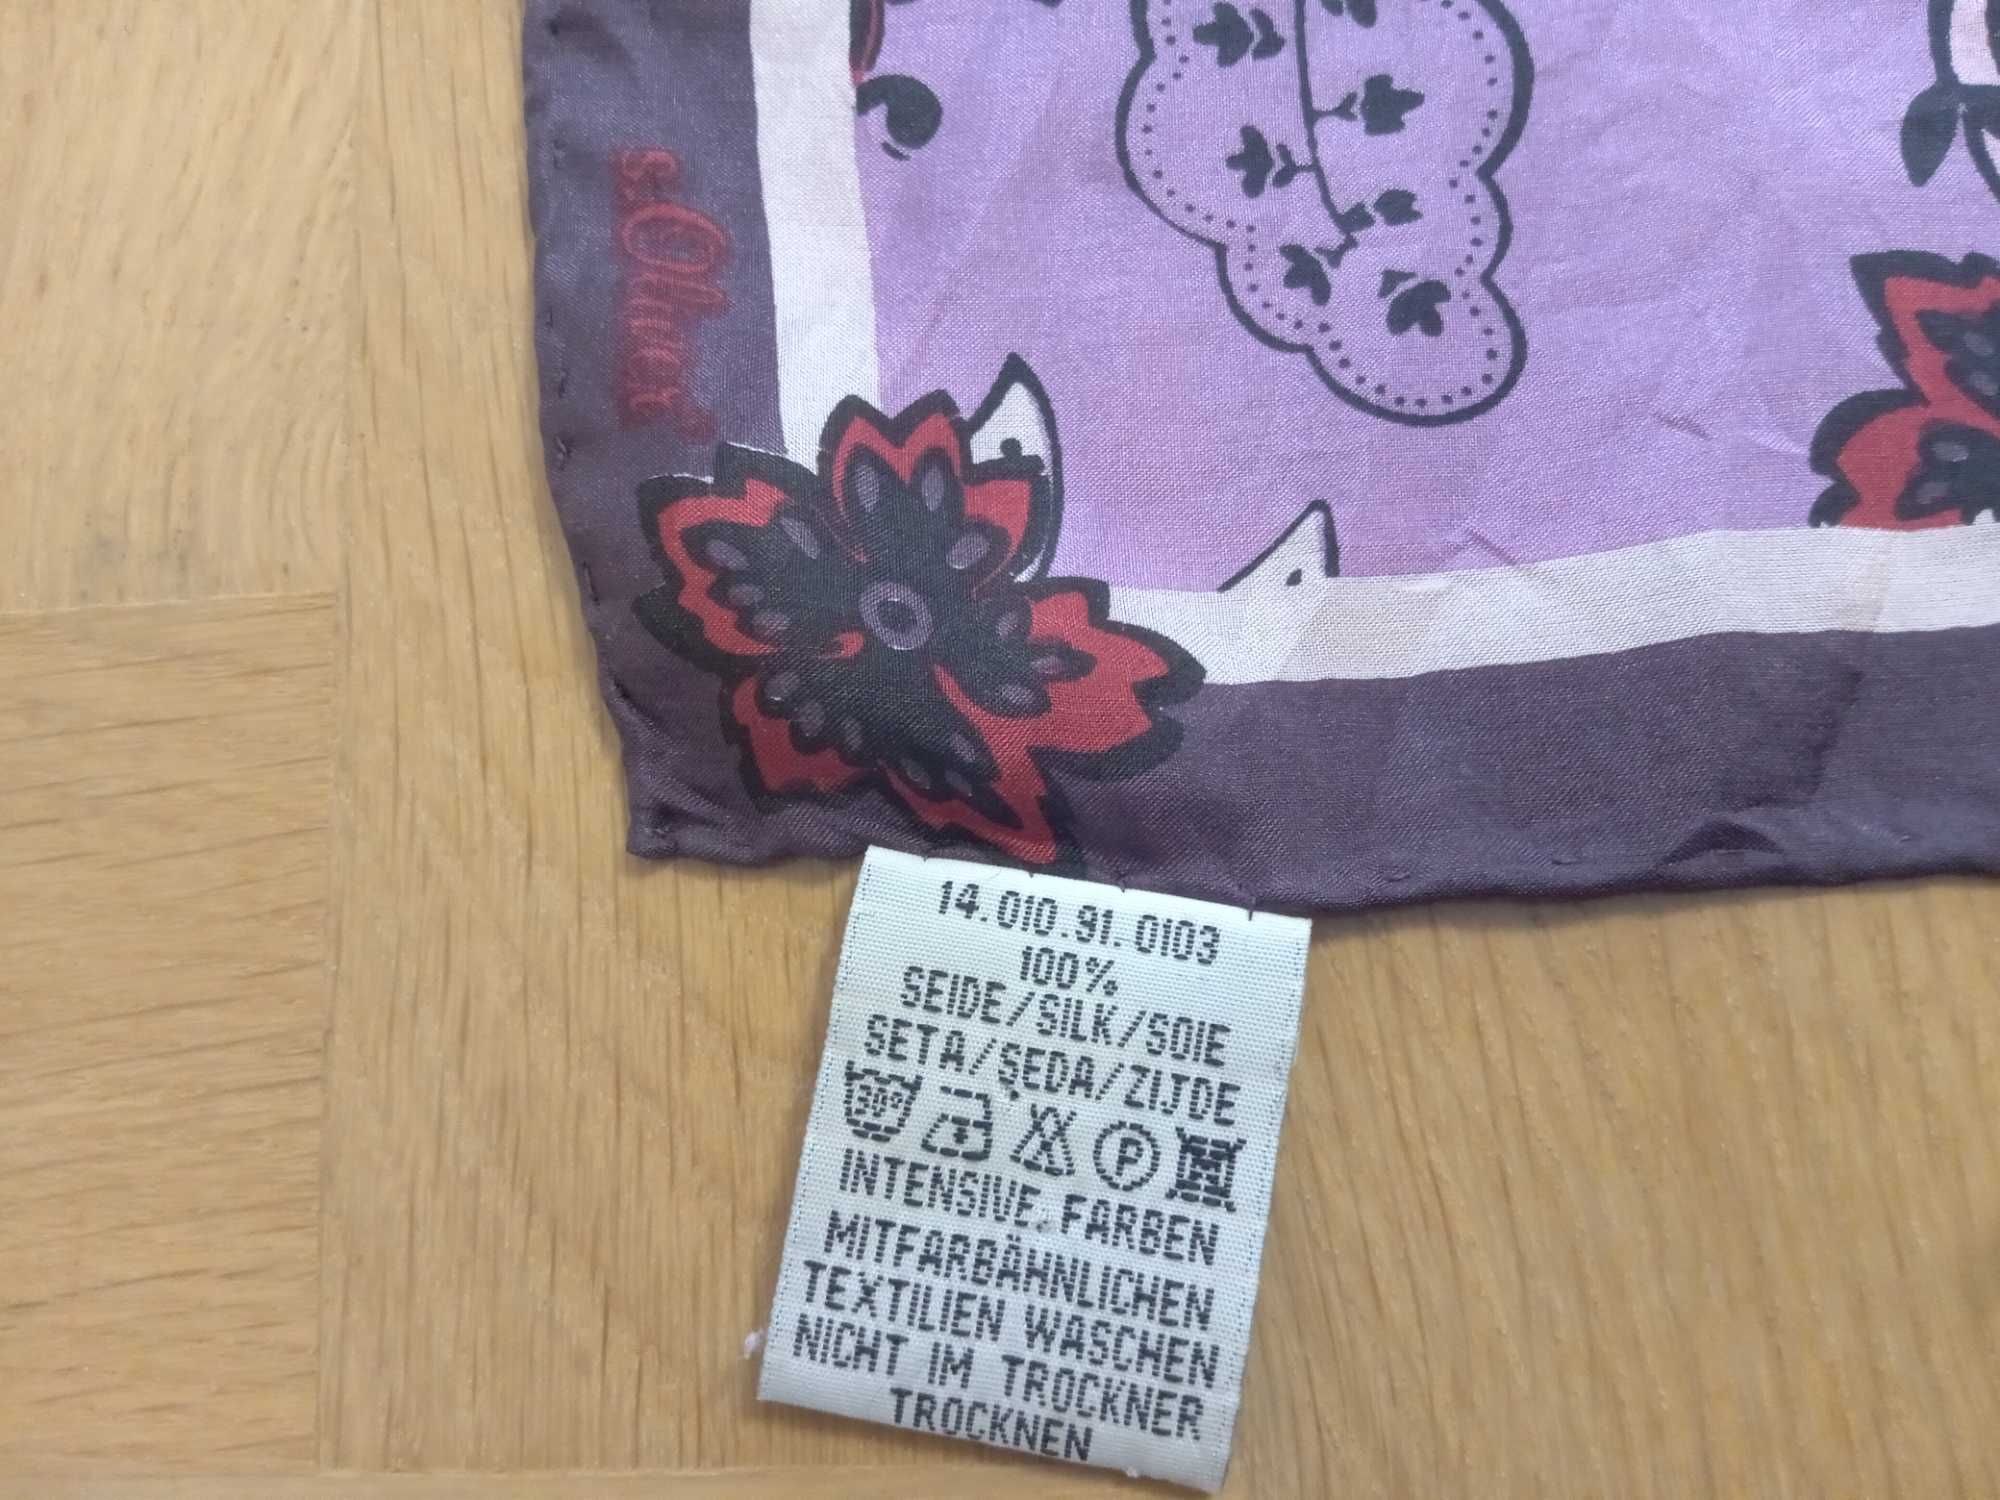 s.Oliver
14.010.91.0103
100%
SEIDE/SILK/SOIE
SETA/SEDA/ZIJDE
30°
P
INTENSIVE FARBEN
MITFARBÄHNLICHEN
TEXTILIEN WASCHEN
NICHT IM TROCKNER
TROCKNEN